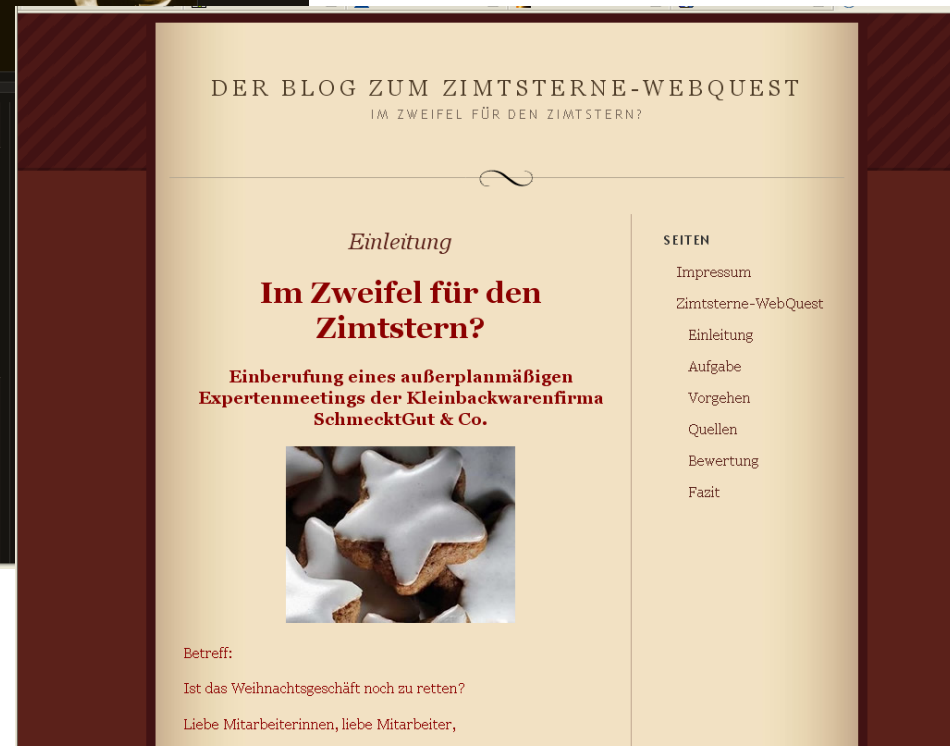 DER BLOG ZUM ZIMTSTERNE-WEBQUEST
IM ZWEIFEL FÜR DEN ZIMTSTERN?
Einleitung
Im Zweifel für den
Zimtstern?
Einberufung eines außerplanmäßigen
Expertenmeetings der Kleinbackwarenfirma
SchmecktGut & Co.
Betreff:
Ist das Weihnachtsgeschäft noch zu retten?
Liebe Mitarbeiterinnen, liebe Mitarbeiter,
SEITEN
Impressum
Zimtsterne-WebQuest
Einleitung
Aufgabe
Vorgehen
Quellen
Bewertung
Fazit